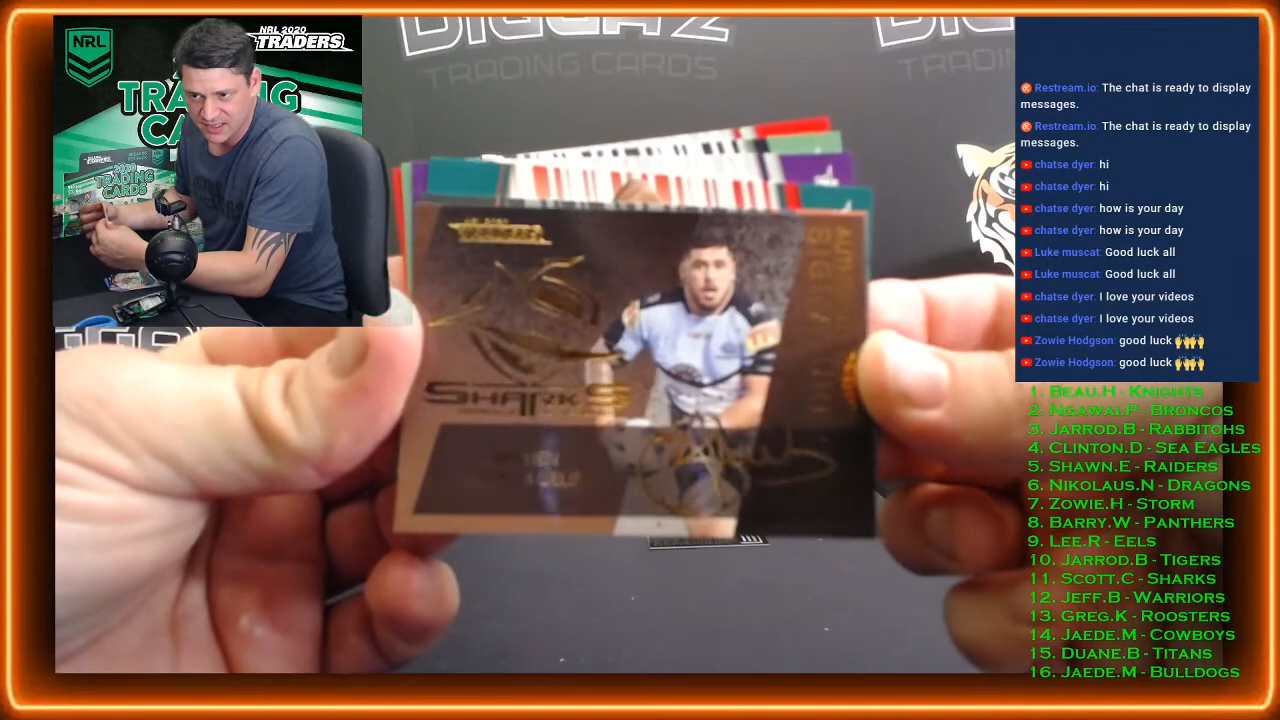 DIGGAZ
TRADING CARDS
NRL
NRL 2020
TRADERS
TRADING
2020
TRADING
CARDS
SHARKS
Restream.io: The chat is ready to display
messages.
Restream.io: The chat is ready to display
messages.
chatse dyer: hi
chatse dyer: hi
chatse dyer: how is your day
chatse dyer: how is your day
Luke muscat: Good luck all
Luke muscat: Good luck all
chatse dyer: I love your videos
chatse dyer: I love your videos
Zowie Hodgson: good luck 🙌🙌
Zowie Hodgson: good luck 🙌🙌
1. Beau.H - Knights
2. Ngawai.P - Broncos
3. Jarrod.B - Rabbitohs
4. Clinton.D - Sea Eagles
5. Shawn.E - Raiders
6. Nikolaus.N - Dragons
7. Zowie.H - Storm
8. Barry.W - Panthers
9. Lee.R - Eels
10. Jarrod.B - Tigers
11. Scott.C - Sharks
12. Jeff.B - Warriors
13. Greg.K - Roosters
14. Jaede.M - Cowboys
15. Duane.B - Titans
16. Jaede.M - Bulldogs